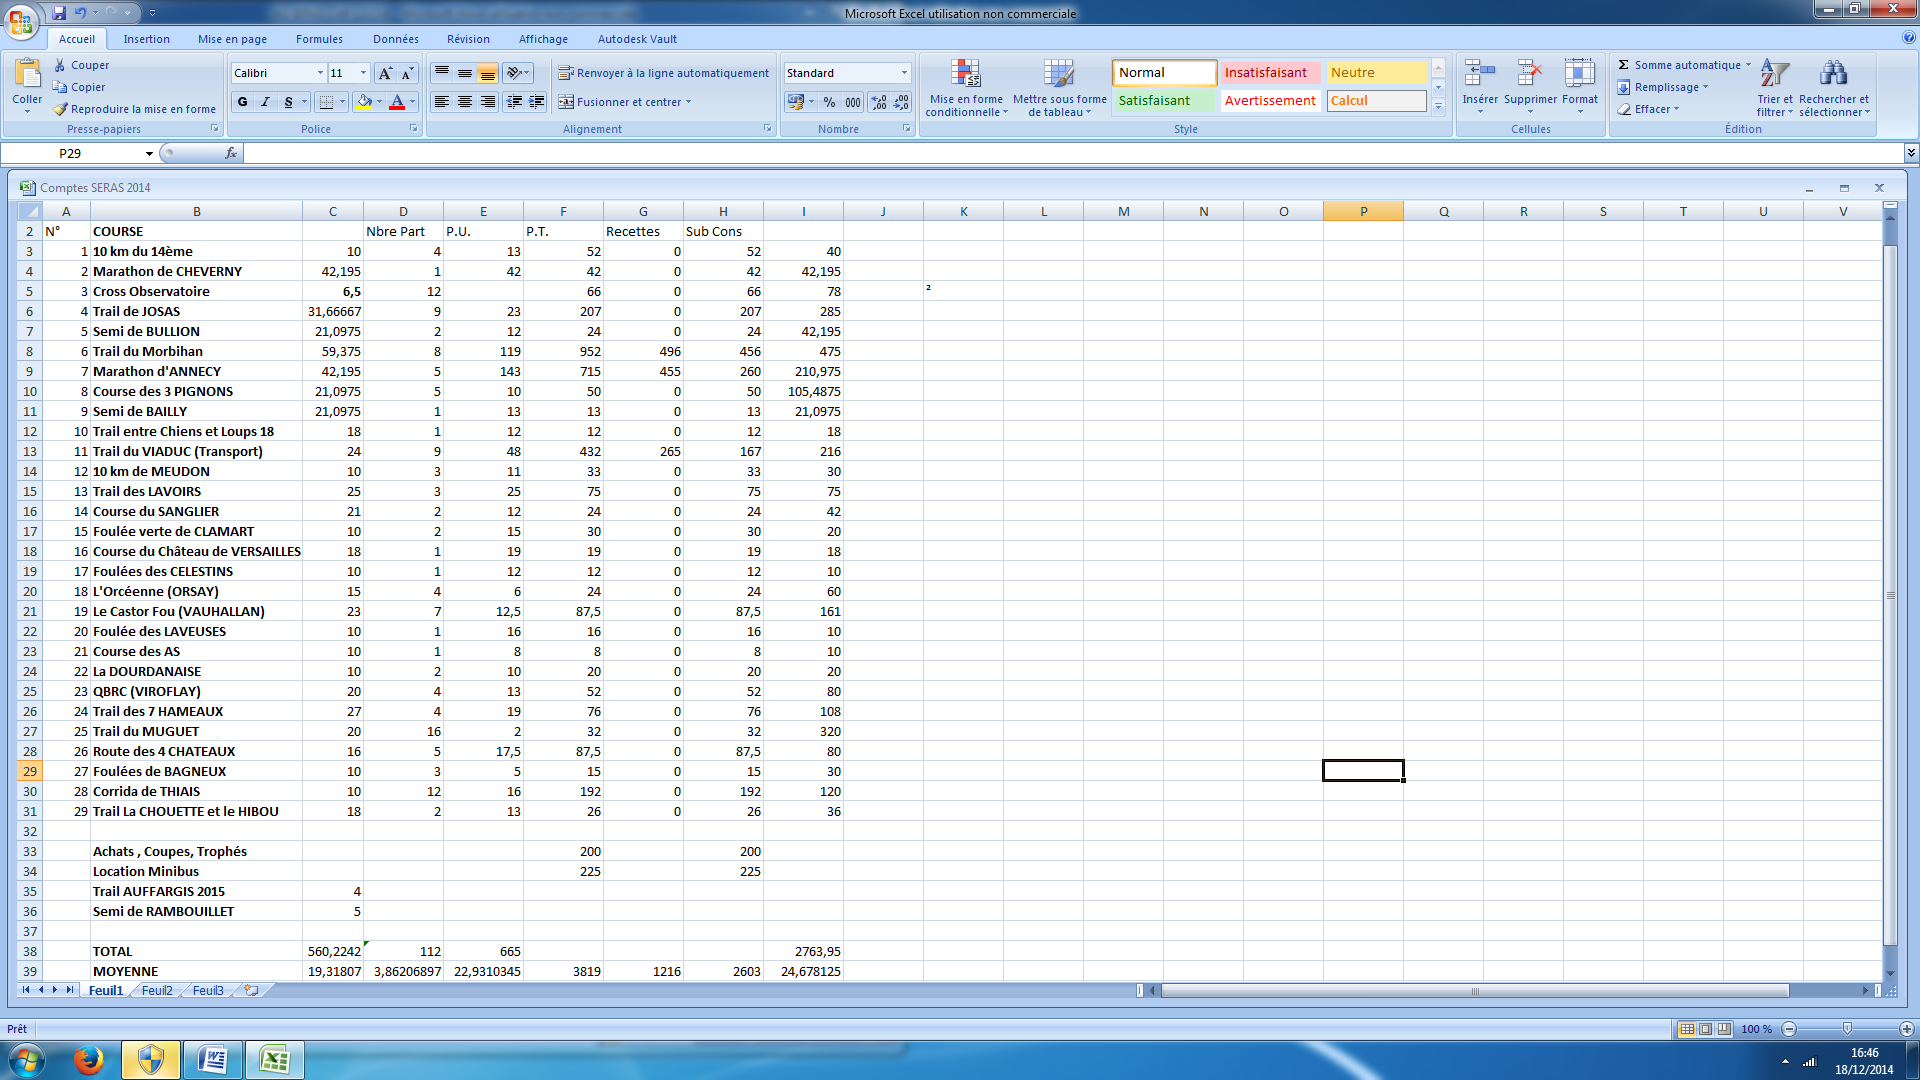 Microsoft Excel utilisation non commerciale
Accueil Insertion Mise en page Formules Données Révision Affichage Autodesk Vault
Coller Couper Copier Reproduire la mise en forme Presse-papiers
Calibri 11 G I S Police
Renvoyer à la ligne automatiquement Fusionner et centrer Alignement
Standard % 000 Nombre
Mise en forme conditionnelle Mettre sous forme de tableau Normal Insatisfaisant Neutre Satisfaisant Avertissement Calcul Style
Insérer Supprimer Format Cellules
Somme automatique Remplissage Effacer Trier et filtrer Rechercher et sélectionner Édition
P29 fx
Comptes SERAS 2014
A B C D E F G H I J K L M N O P Q R S T U V
2 N° COURSE Nbre Part P.U. P.T. Recettes Sub Cons
3 1 10 km du 14ème 10 4 13 52 0 52 40
4 2 Marathon de CHEVERNY 42,195 1 42 42 0 42 42,195
5 3 Cross Observatoire 6,5 12 66 0 66 78 ²
6 4 Trail de JOSAS 31,66667 9 23 207 0 207 285
7 5 Semi de BULLION 21,0975 2 12 24 0 24 42,195
8 6 Trail du Morbihan 59,375 8 119 952 496 456 475
9 7 Marathon d'ANNECY 42,195 5 143 715 455 260 210,975
10 8 Course des 3 PIGNONS 21,0975 5 10 50 0 50 105,4875
11 9 Semi de BAILLY 21,0975 1 13 13 0 13 21,0975
12 10 Trail entre Chiens et Loups 18 18 1 12 12 0 12 18
13 11 Trail du VIADUC (Transport) 24 9 48 432 265 167 216
14 12 10 km de MEUDON 10 3 11 33 0 33 30
15 13 Trail des LAVOIRS 25 3 25 75 0 75 75
16 14 Course du SANGLIER 21 2 12 24 0 24 42
17 15 Foulée verte de CLAMART 10 2 15 30 0 30 20
18 16 Course du Château de VERSAILLES 18 1 19 19 0 19 18
19 17 Foulées des CELESTINS 10 1 12 12 0 12 10
20 18 L'Orcéenne (ORSAY) 15 4 6 24 0 24 60
21 19 Le Castor Fou (VAUHALLAN) 23 7 12,5 87,5 0 87,5 161
22 20 Foulée des LAVEUSES 10 1 16 16 0 16 10
23 21 Course des AS 10 1 8 8 0 8 10
24 22 La DOURDANAISE 10 2 10 20 0 20 20
25 23 QBRC (VIROFLAY) 20 4 13 52 0 52 80
26 24 Trail des 7 HAMEAUX 27 4 19 76 0 76 108
27 25 Trail du MUGUET 20 16 2 32 0 32 320
28 26 Route des 4 CHATEAUX 16 5 17,5 87,5 0 87,5 80
29 27 Foulées de BAGNEUX 10 3 5 15 0 15 30
30 28 Corrida de THIAIS 10 12 16 192 0 192 120
31 29 Trail La CHOUETTE et le HIBOU 18 2 13 26 0 26 36
32
33 Achats , Coupes, Trophés 200 200
34 Location Minibus 225 225
35 Trail AUFFARGIS 2015 4
36 Semi de RAMBOUILLET 5
37
38 TOTAL 560,2242 112 665 2763,95
39 MOYENNE 19,31807 3,86206897 22,9310345 3819 1216 2603 24,678125
Feuil1 Feuil2 Feuil3
Prêt 100 %
16:46
18/12/2014